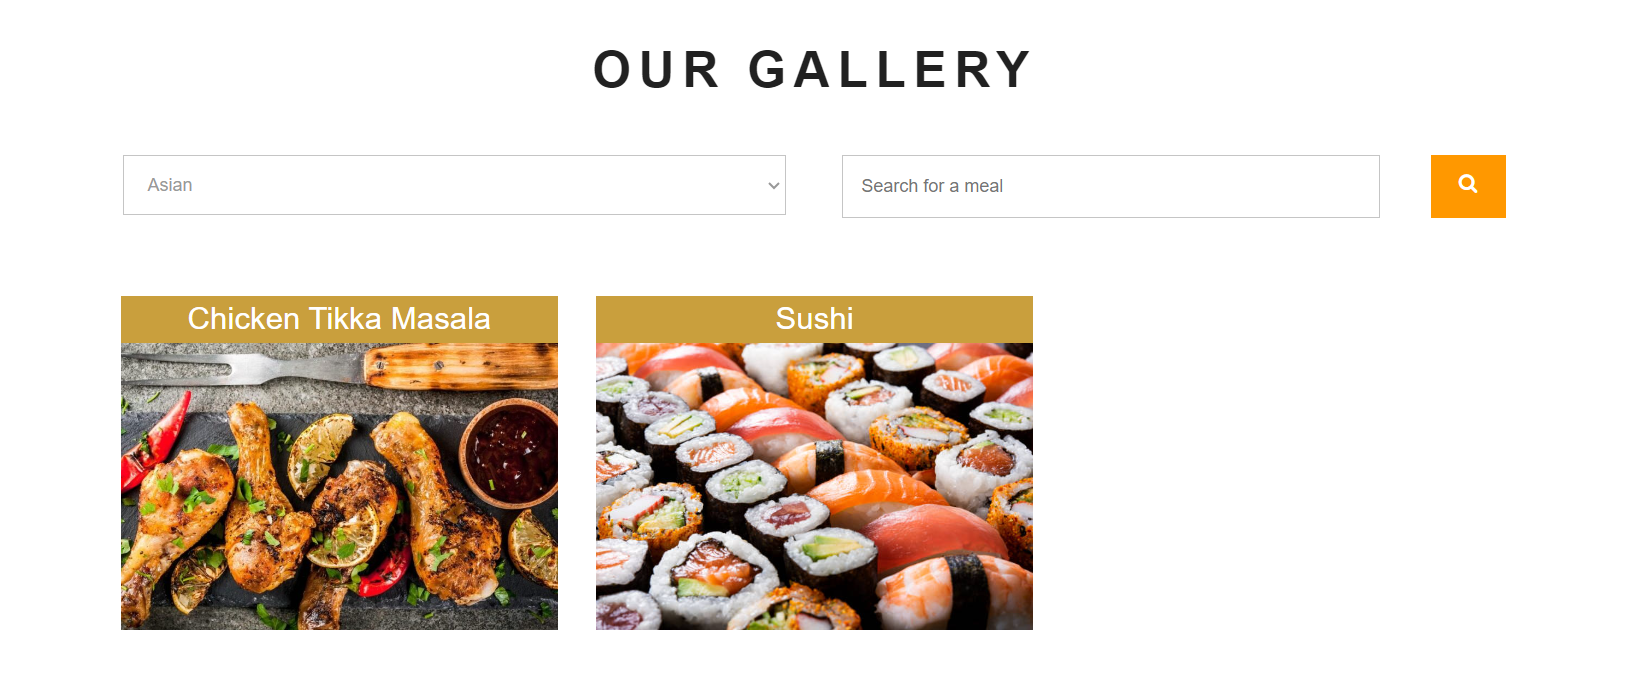 OUR GALLERY
Asian
Search for a meal
Chicken Tikka Masala
Sushi